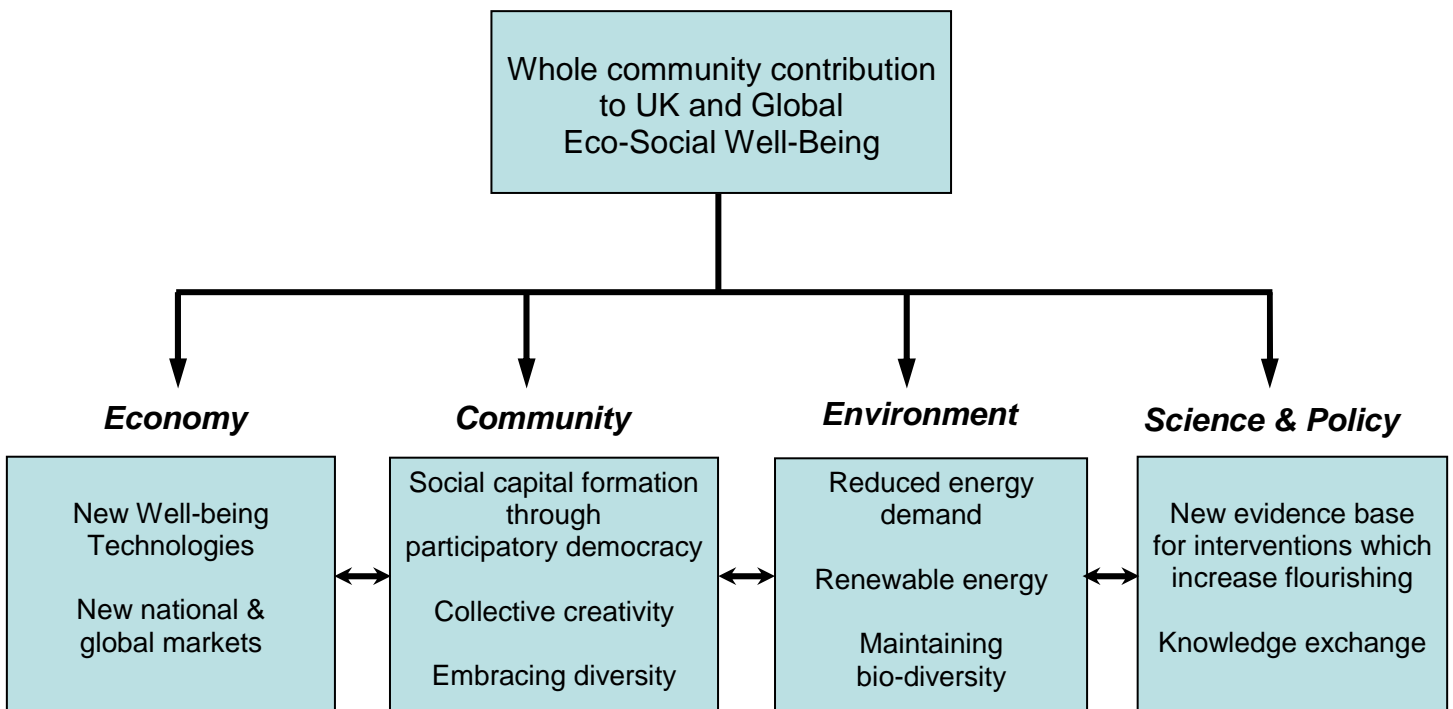 Whole community contribution
to UK and Global
Eco-Social Well-Being
Economy
Community
Environment
Science & Policy
New Well-being
Technologies
New national &
global markets
Social capital formation
through
participatory democracy
Collective creativity
Embracing diversity
Reduced energy
demand
Renewable energy
Maintaining
bio-diversity
New evidence base
for interventions which
increase flourishing
Knowledge exchange